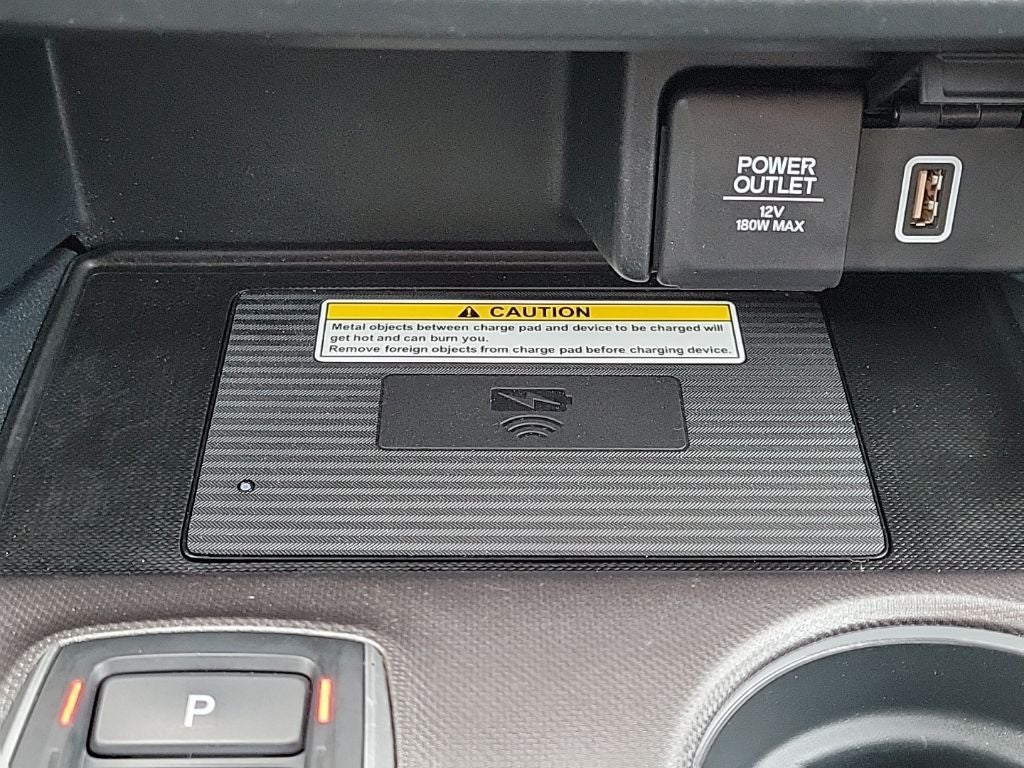 POWER
OUTLET
12V
180W MAX
CAUTION
Metal objects between charge pad and device to be charged will
get hot and can burn you.
Remove foreign objects from charge pad before charging device.
P